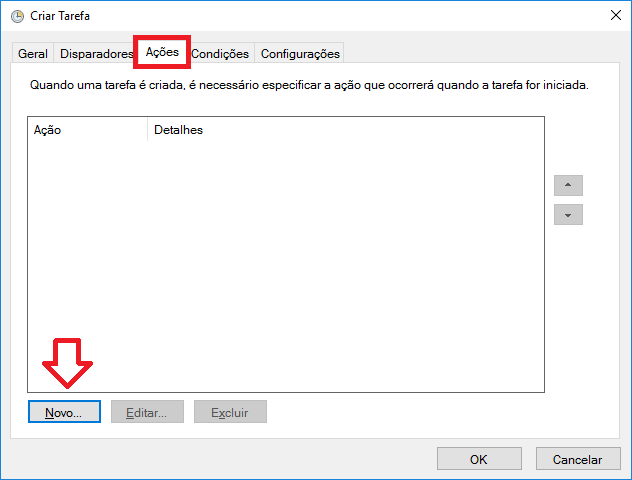 Criar Tarefa
Geral Disparadores Ações Condições Configurações
Quando uma tarefa é criada, é necessário especificar a ação que ocorrerá quando a tarefa for iniciada.
Ação Detalhes
Novo... Editar... Excluir
OK Cancelar